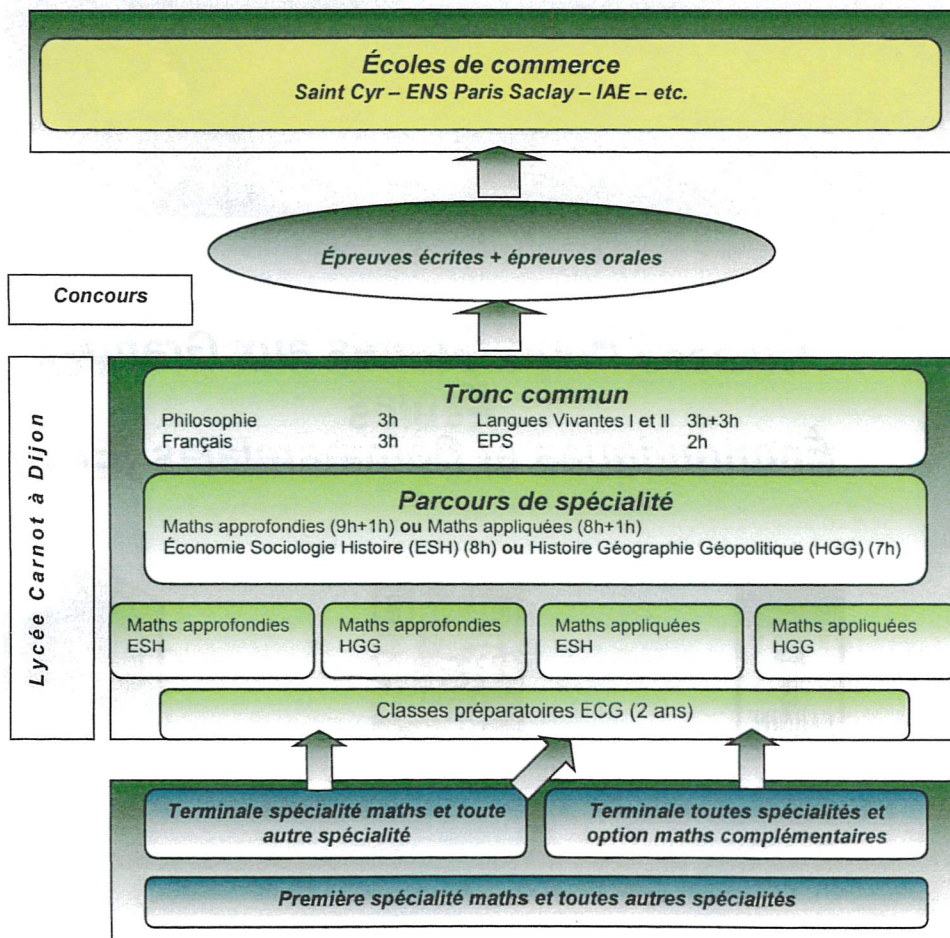 Écoles de commerce
Saint Cyr – ENS Paris Saclay – IAE – etc.
Épreuves écrites + épreuves orales
Concours
Lycée Carnot à Dijon
Tronc commun
Philosophie 3h Langues Vivantes I et II 3h+3h
Français 3h EPS 2h
Parcours de spécialité
Maths approfondies (9h+1h) ou Maths appliquées (8h+1h)
Économie Sociologie Histoire (ESH) (8h) ou Histoire Géographie Géopolitique (HGG) (7h)
Maths approfondies
ESH
Maths approfondies
HGG
Maths appliquées
ESH
Maths appliquées
HGG
Classes préparatoires ECG (2 ans)
Terminale spécialité maths et toute
autre spécialité
Terminale toutes spécialités et
option maths complémentaires
Première spécialité maths et toutes autres spécialités